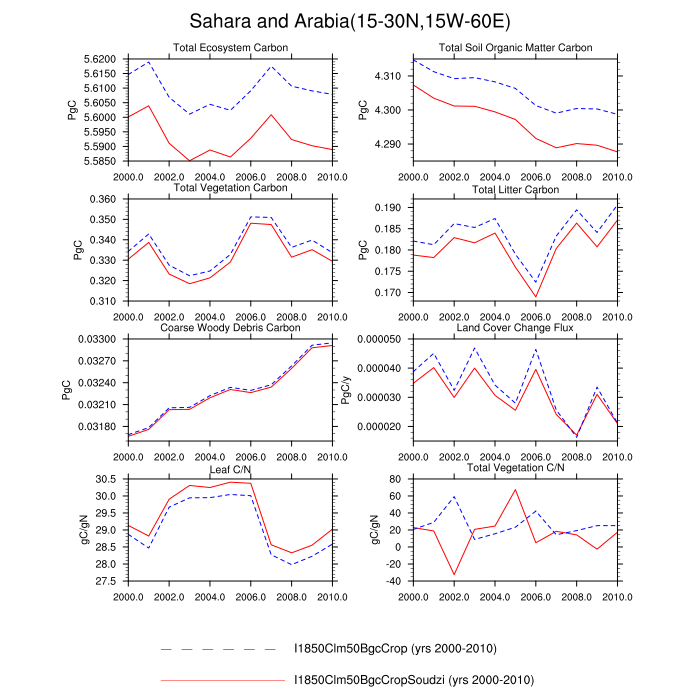 Sahara and Arabia(15-30N,15W-60E)
Total Ecosystem Carbon
PgC
5.6200
5.6150
5.6100
5.6050
5.6000
5.5950
5.5900
5.5850
2000.0 2002.0 2004.0 2006.0 2008.0 2010.0
Total Soil Organic Matter Carbon
PgC
4.310
4.300
4.290
2000.0 2002.0 2004.0 2006.0 2008.0 2010.0
Total Vegetation Carbon
PgC
0.360
0.350
0.340
0.330
0.320
0.310
2000.0 2002.0 2004.0 2006.0 2008.0 2010.0
Total Litter Carbon
PgC
0.190
0.185
0.180
0.175
0.170
2000.0 2002.0 2004.0 2006.0 2008.0 2010.0
Coarse Woody Debris Carbon
PgC
0.03300
0.03270
0.03240
0.03210
0.03180
2000.0 2002.0 2004.0 2006.0 2008.0 2010.0
Land Cover Change Flux
PgC/y
0.000050
0.000040
0.000030
0.000020
2000.0 2002.0 2004.0 2006.0 2008.0 2010.0
Leaf C/N
gC/gN
30.5
30.0
29.5
29.0
28.5
28.0
27.5
2000.0 2002.0 2004.0 2006.0 2008.0 2010.0
Total Vegetation C/N
gC/gN
80
60
40
20
0
-20
-40
2000.0 2002.0 2004.0 2006.0 2008.0 2010.0
I1850Clm50BgcCrop (yrs 2000-2010)
I1850Clm50BgcCropSoudzi (yrs 2000-2010)